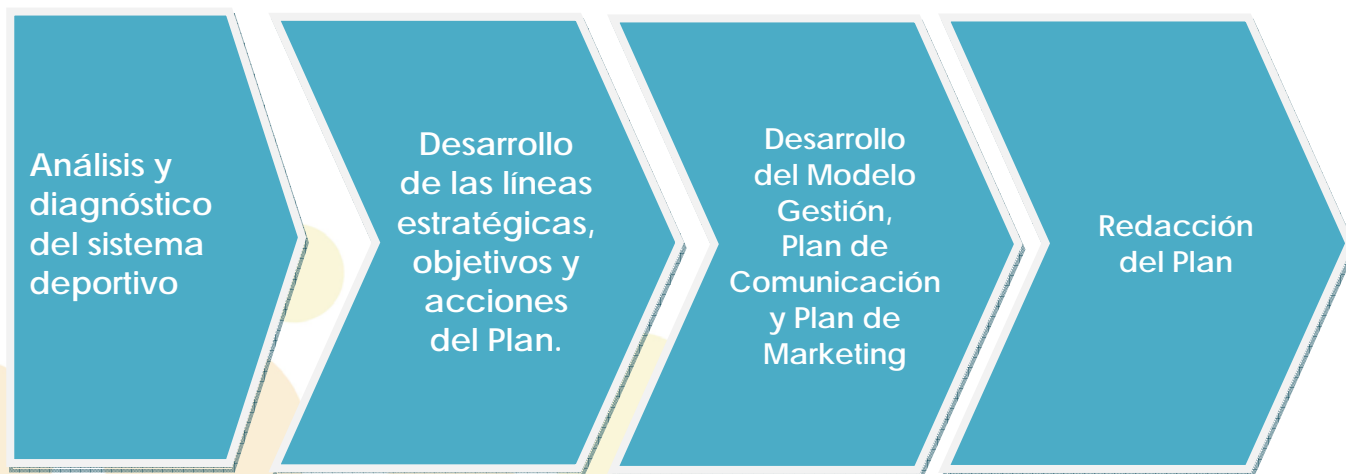 Análisis y
diagnóstico
del sistema
deportivo
Desarrollo
de las líneas
estratégicas,
objetivos y
acciones
del Plan.
Desarrollo
del Modelo
Gestión,
Plan de
Comunicación
y Plan de
Marketing
Redacción
del Plan